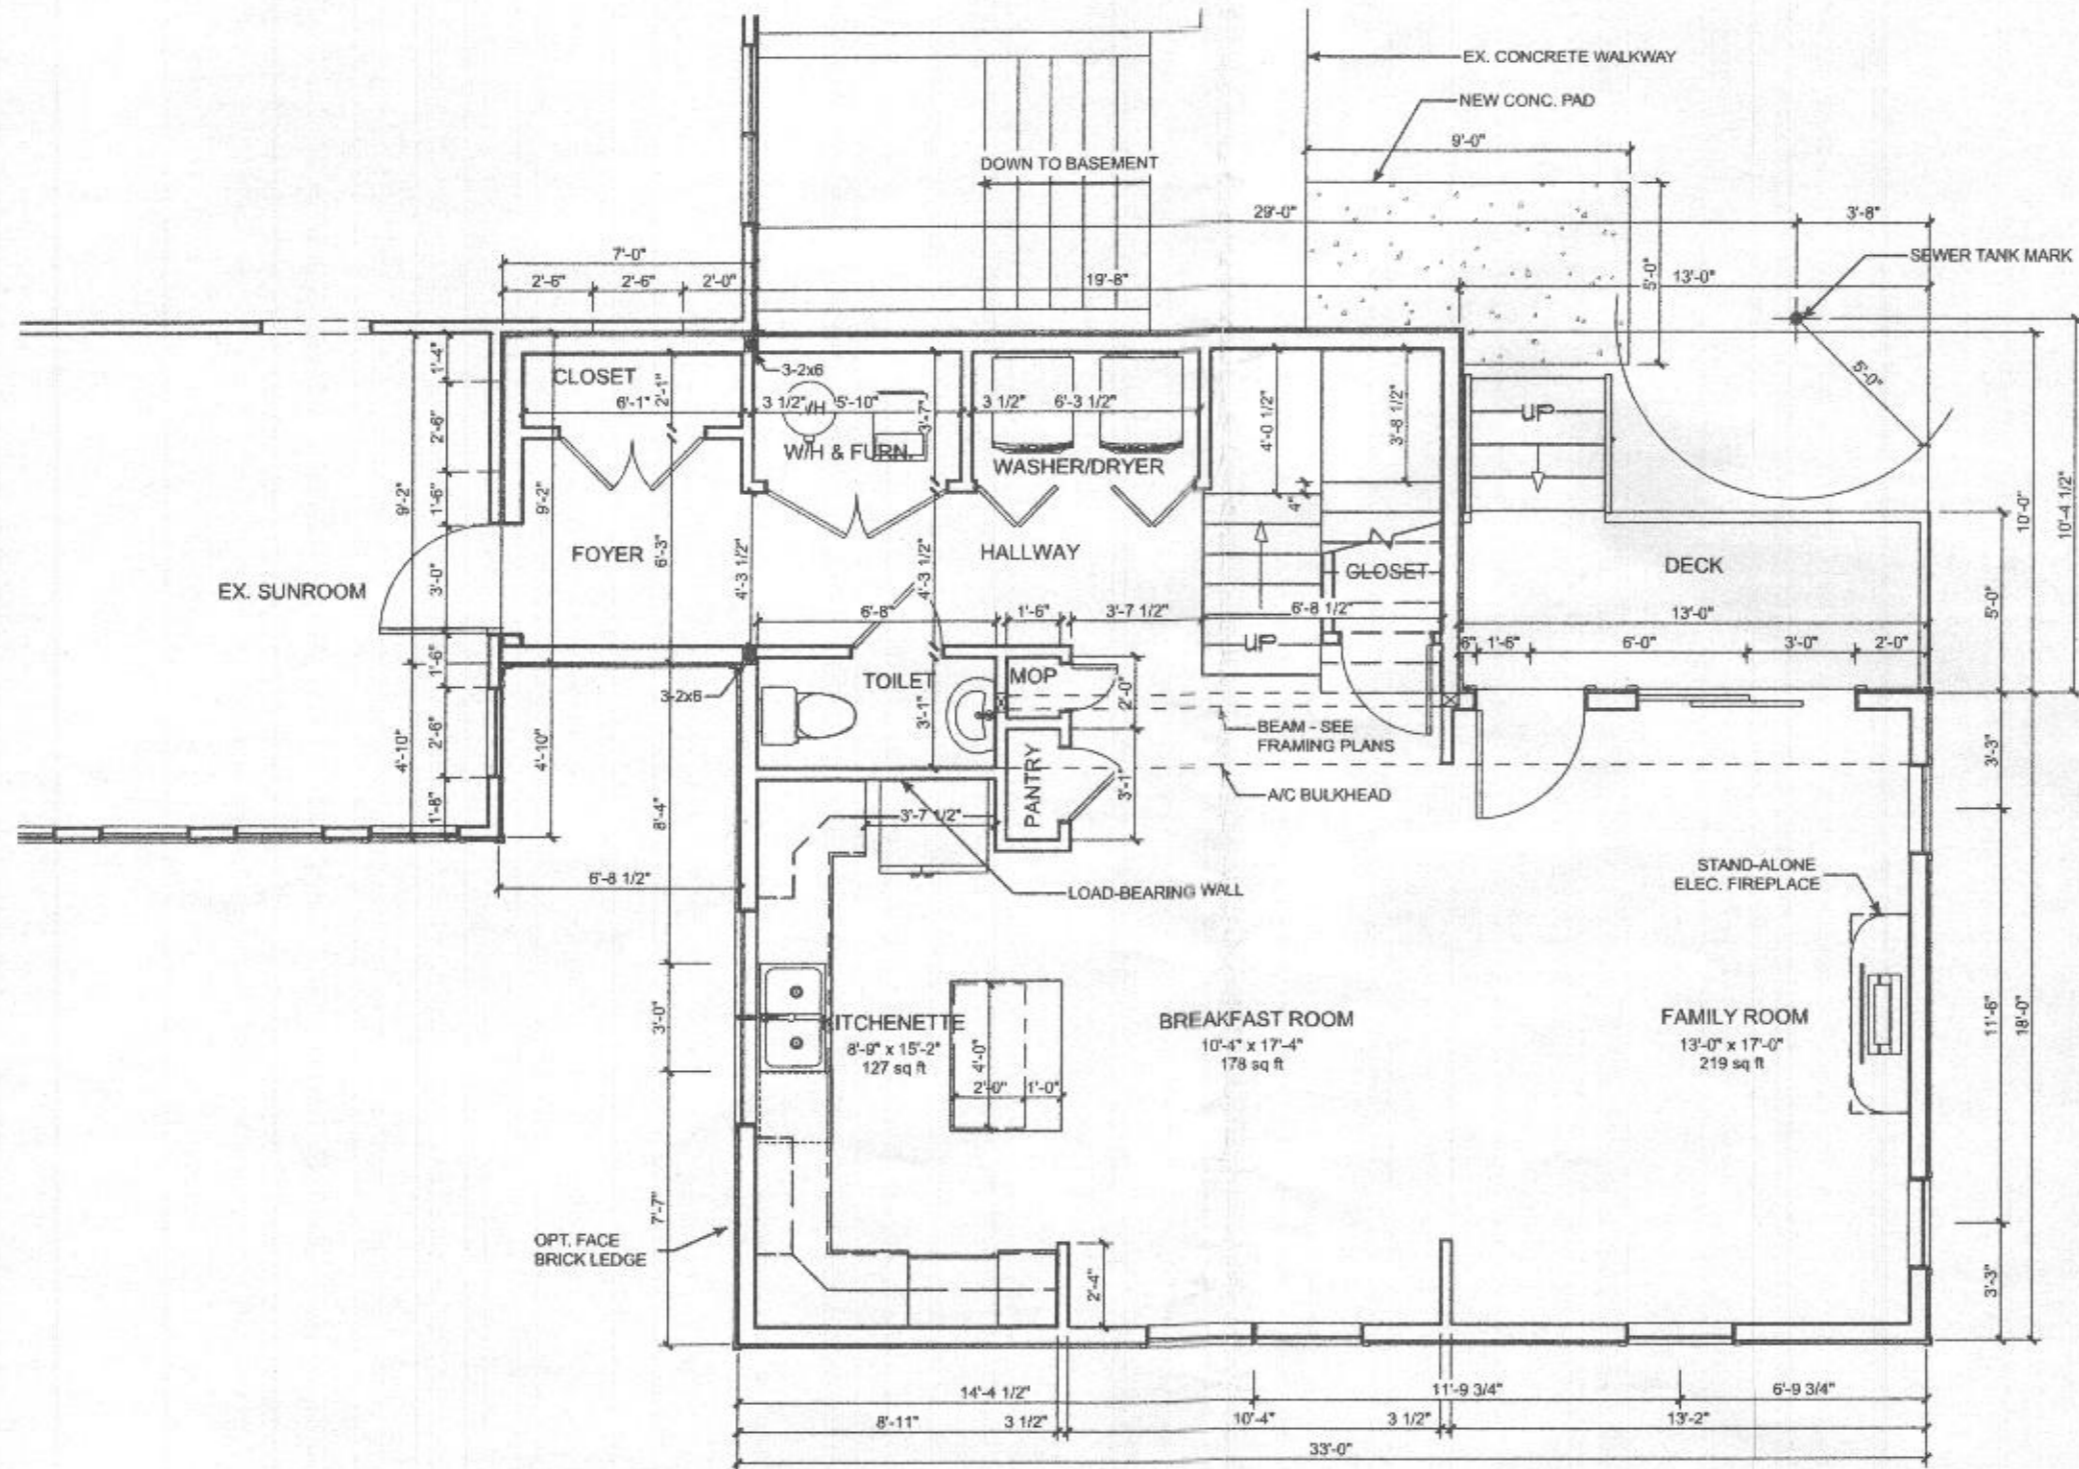 EX. CONCRETE WALKWAY
NEW CONC. PAD
9'-0"
DOWN TO BASEMENT
29'-0"
3'-8"
7'-0"
SEWER TANK MARK
2'-6"
2'-6"
2'-0"
19'-8"
5'-0"
13'-0"
1'-4"
CLOSET
3-2x6
5'-0"
6'-1"
2'-1"
3 1/2"
W/H
5'-10"
3'-7"
3 1/2"
6'-3 1/2"
4'-0 1/2"
3'-8 1/2"
UP
2'-6"
W/H & FURN.
WASHER/DRYER
9'-2"
1'-6"
9'-2"
4"
10'-0"
10'-4 1/2"
FOYER
6'-3"
4'-3 1/2"
4'-3 1/2"
HALLWAY
CLOSET
DECK
EX. SUNROOM
3'-0"
6'-8"
1'-6"
3'-7 1/2"
6'-8 1/2"
13'-0"
5'-0"
UP
6"
1'-6"
6'-0"
3'-0"
2'-0"
1'-6"
TOILET
MOP
3-2x6
3'-1"
2'-0"
BEAM - SEE
FRAMING PLANS
4'-10"
2'-6"
4'-10"
3'-3"
PANTRY
3'-1"
A/C BULKHEAD
1'-8"
8'-4"
3'-7 1/2"
6'-8 1/2"
LOAD-BEARING WALL
STAND-ALONE
ELEC. FIREPLACE
3'-0"
KITCHENETTE
8'-9" x 15'-2"
127 sq ft
4'-0"
2'-0"
1'-0"
BREAKFAST ROOM
10'-4" x 17'-4"
178 sq ft
FAMILY ROOM
13'-0" x 17'-0"
219 sq ft
11'-6"
18'-0"
7'-7"
OPT. FACE
BRICK LEDGE
2'-4"
3'-3"
14'-4 1/2"
11'-9 3/4"
6'-9 3/4"
8'-11"
3 1/2"
10'-4"
3 1/2"
13'-2"
33'-0"